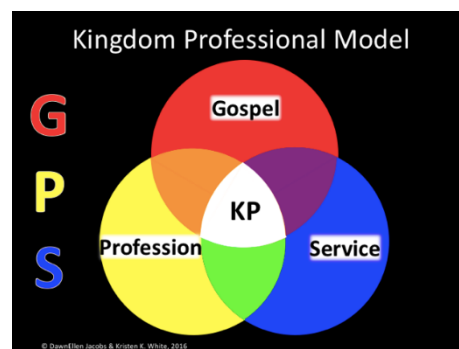 Kingdom Professional Model
G
P
S
Gospel
KP
Profession
Service
© DawnEllen Jacobs & Kristen K. White, 2016